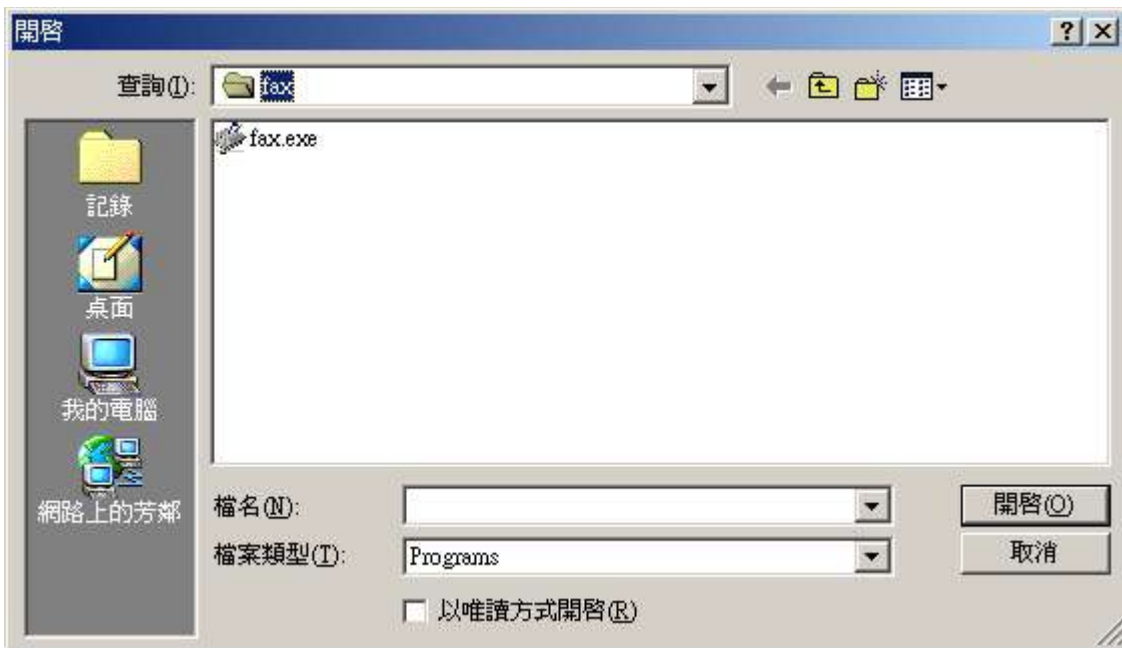 開啓
查詢(I):
fax
fax.exe
記錄
桌面
我的電腦
網路上的芳鄰
檔名(N):
開啓(O)
檔案類型(T):
Programs
取消
以唯讀方式開啓(R)